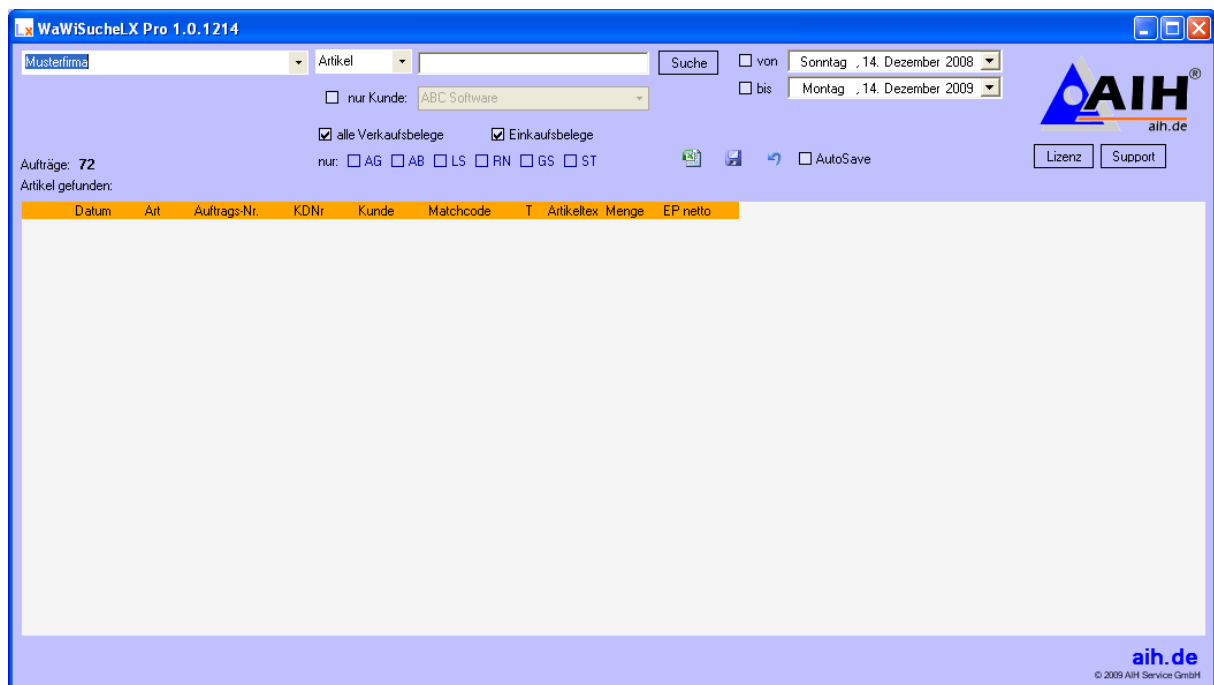 Lx WaWiSucheLX Pro 1.0.1214
Musterfirma Artikel Suche von Sonntag , 14. Dezember 2008
nur Kunde: ABC Software bis Montag , 14. Dezember 2009
AIH®
aih.de
alle Verkaufsbelege Einkaufsbelege
Aufträge: 72 nur: AG AB LS RN GS ST AutoSave Lizenz Support
Artikel gefunden:
Datum Art Auftrags-Nr. KDNr Kunde Matchcode T Artikeltex Menge EP netto
aih.de
© 2009 AIH Service GmbH